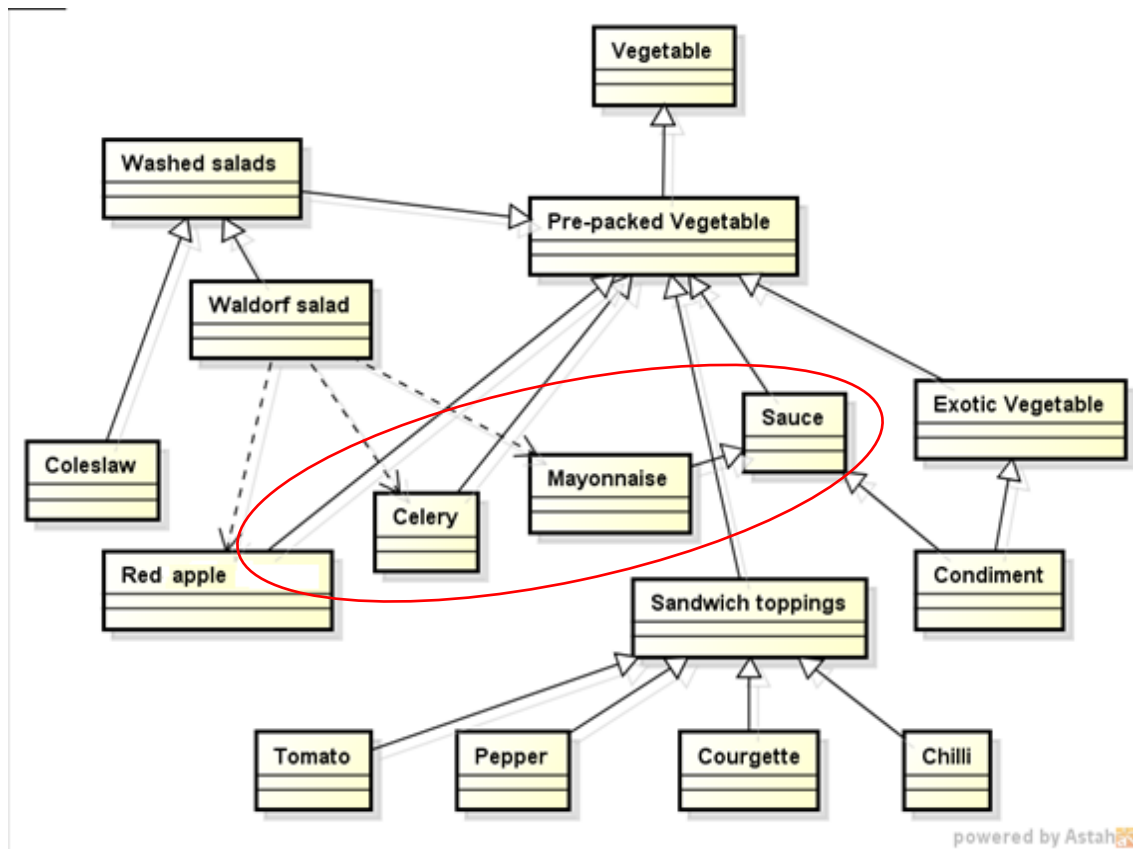 Vegetable
Washed salads
Pre-packed Vegetable
Waldorf salad
Exotic Vegetable
Sauce
Coleslaw
Mayonnaise
Celery
Red apple
Condiment
Sandwich toppings
Tomato
Pepper
Courgette
Chilli
powered by Astah